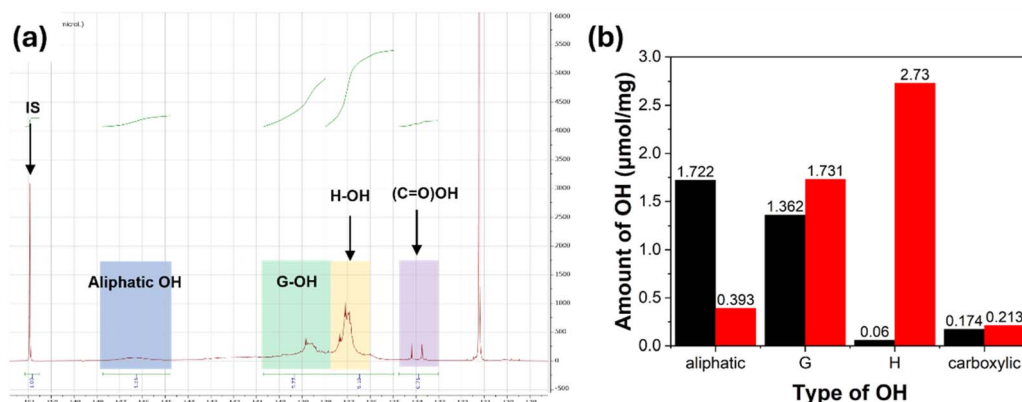 (a)
microL)
6000
5500
5000
4500
4000
3500
3000
2500
2000
1500
1000
500
0
-500
IS
Aliphatic OH
G-OH
H-OH
(C=O)OH
(b)
Amount of OH (μmol/mg)
3.0
2.5
2.0
1.5
1.0
0.5
0.0
1.722
0.393
1.362
1.731
0.06
2.73
0.174
0.213
aliphatic
G
H
carboxylic
Type of OH